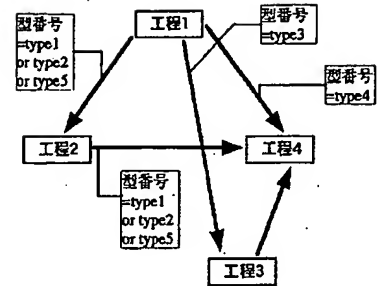 型番号
=type1
or type2
or type5
工程1
型番号
=type3
型番号
=type4
工程2
工程4
型番号
=type1
or type2
or type5
工程3